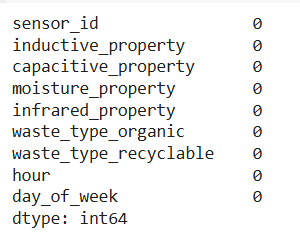 sensor_id 0
inductive_property 0
capacitive_property 0
moisture_property 0
infrared_property 0
waste_type_organic 0
waste_type_recyclable 0
hour 0
day_of_week 0
dtype: int64